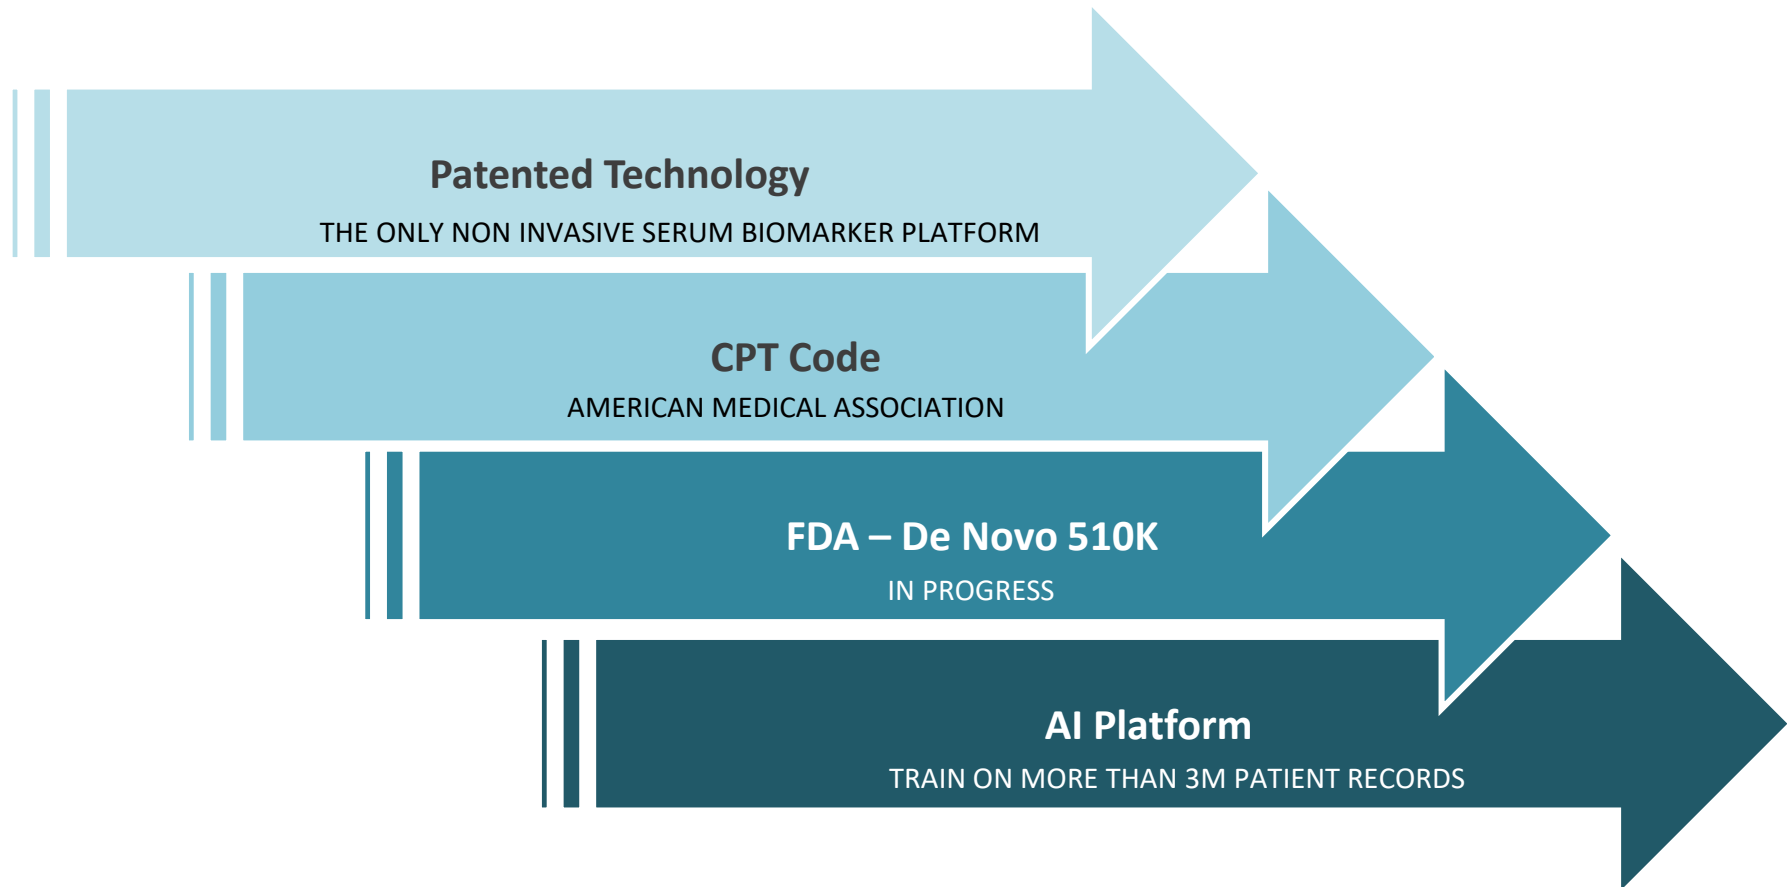 Patented Technology
THE ONLY NON INVASIVE SERUM BIOMARKER PLATFORM
CPT Code
AMERICAN MEDICAL ASSOCIATION
FDA – De Novo 510K
IN PROGRESS
AI Platform
TRAIN ON MORE THAN 3M PATIENT RECORDS